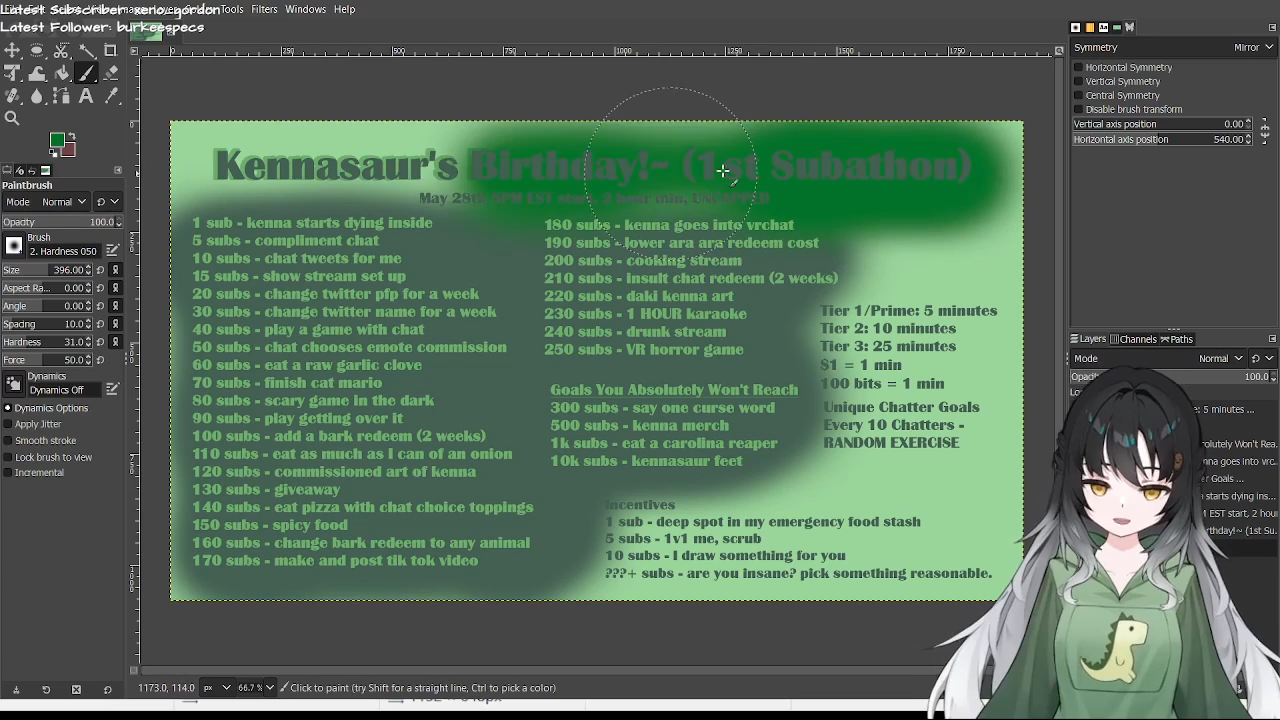 Latest Subscriber: xeno_gordon
Tools Filters Windows Help
Latest Follower: burkeespecs
Paintbrush
Mode Normal
Opacity 100.0
Brush
2. Hardness 050
Size 396.00
Aspect Ra... 0.00
Angle 0.00
Spacing 10.0
Hardness 31.0
Force 50.0
Dynamics
Dynamics Off
Dynamics Options
Apply Jitter
Smooth stroke
Lock brush to view
Incremental
Kennasaur's Birthday!~ (1st Subathon)
May 28th 8PM EST start, 2 hour min, UNCAPPED
1 sub - kenna starts dying inside
5 subs - compliment chat
10 subs - chat tweets for me
15 subs - show stream set up
20 subs - change twitter pfp for a week
30 subs - change twitter name for a week
40 subs - play a game with chat
50 subs - chat chooses emote commission
60 subs - eat a raw garlic clove
70 subs - finish cat mario
80 subs - scary game in the dark
90 subs - play getting over it
100 subs - add a bark redeem (2 weeks)
110 subs - eat as much as I can of an onion
120 subs - commissioned art of kenna
130 subs - giveaway
140 subs - eat pizza with chat choice toppings
150 subs - spicy food
160 subs - change bark redeem to any animal
170 subs - make and post tik tok video
180 subs - kenna goes into vrchat
190 subs - lower ara ara redeem cost
200 subs - cooking stream
210 subs - insult chat redeem (2 weeks)
220 subs - daki kenna art
230 subs - 1 HOUR karaoke
240 subs - drunk stream
250 subs - VR horror game
Goals You Absolutely Won't Reach
300 subs - say one curse word
500 subs - kenna merch
1k subs - eat a carolina reaper
10k subs - kennasaur feet
Tier 1/Prime: 5 minutes
Tier 2: 10 minutes
Tier 3: 25 minutes
$1 = 1 min
100 bits = 1 min
Unique Chatter Goals
Every 10 Chatters -
RANDOM EXERCISE
incentives
1 sub - deep spot in my emergency food stash
5 subs - 1v1 me, scrub
10 subs - I draw something for you
???+ subs - are you insane? pick something reasonable.
1173.0, 114.0 px 66.7 % Click to paint (try Shift for a straight line, Ctrl to pick a color)
Symmetry Mirror
Horizontal Symmetry
Vertical Symmetry
Central Symmetry
Disable brush transform
Vertical axis position 0.00
Horizontal axis position 540.00
Layers Channels Paths
Mode Normal
Opacity 100.0